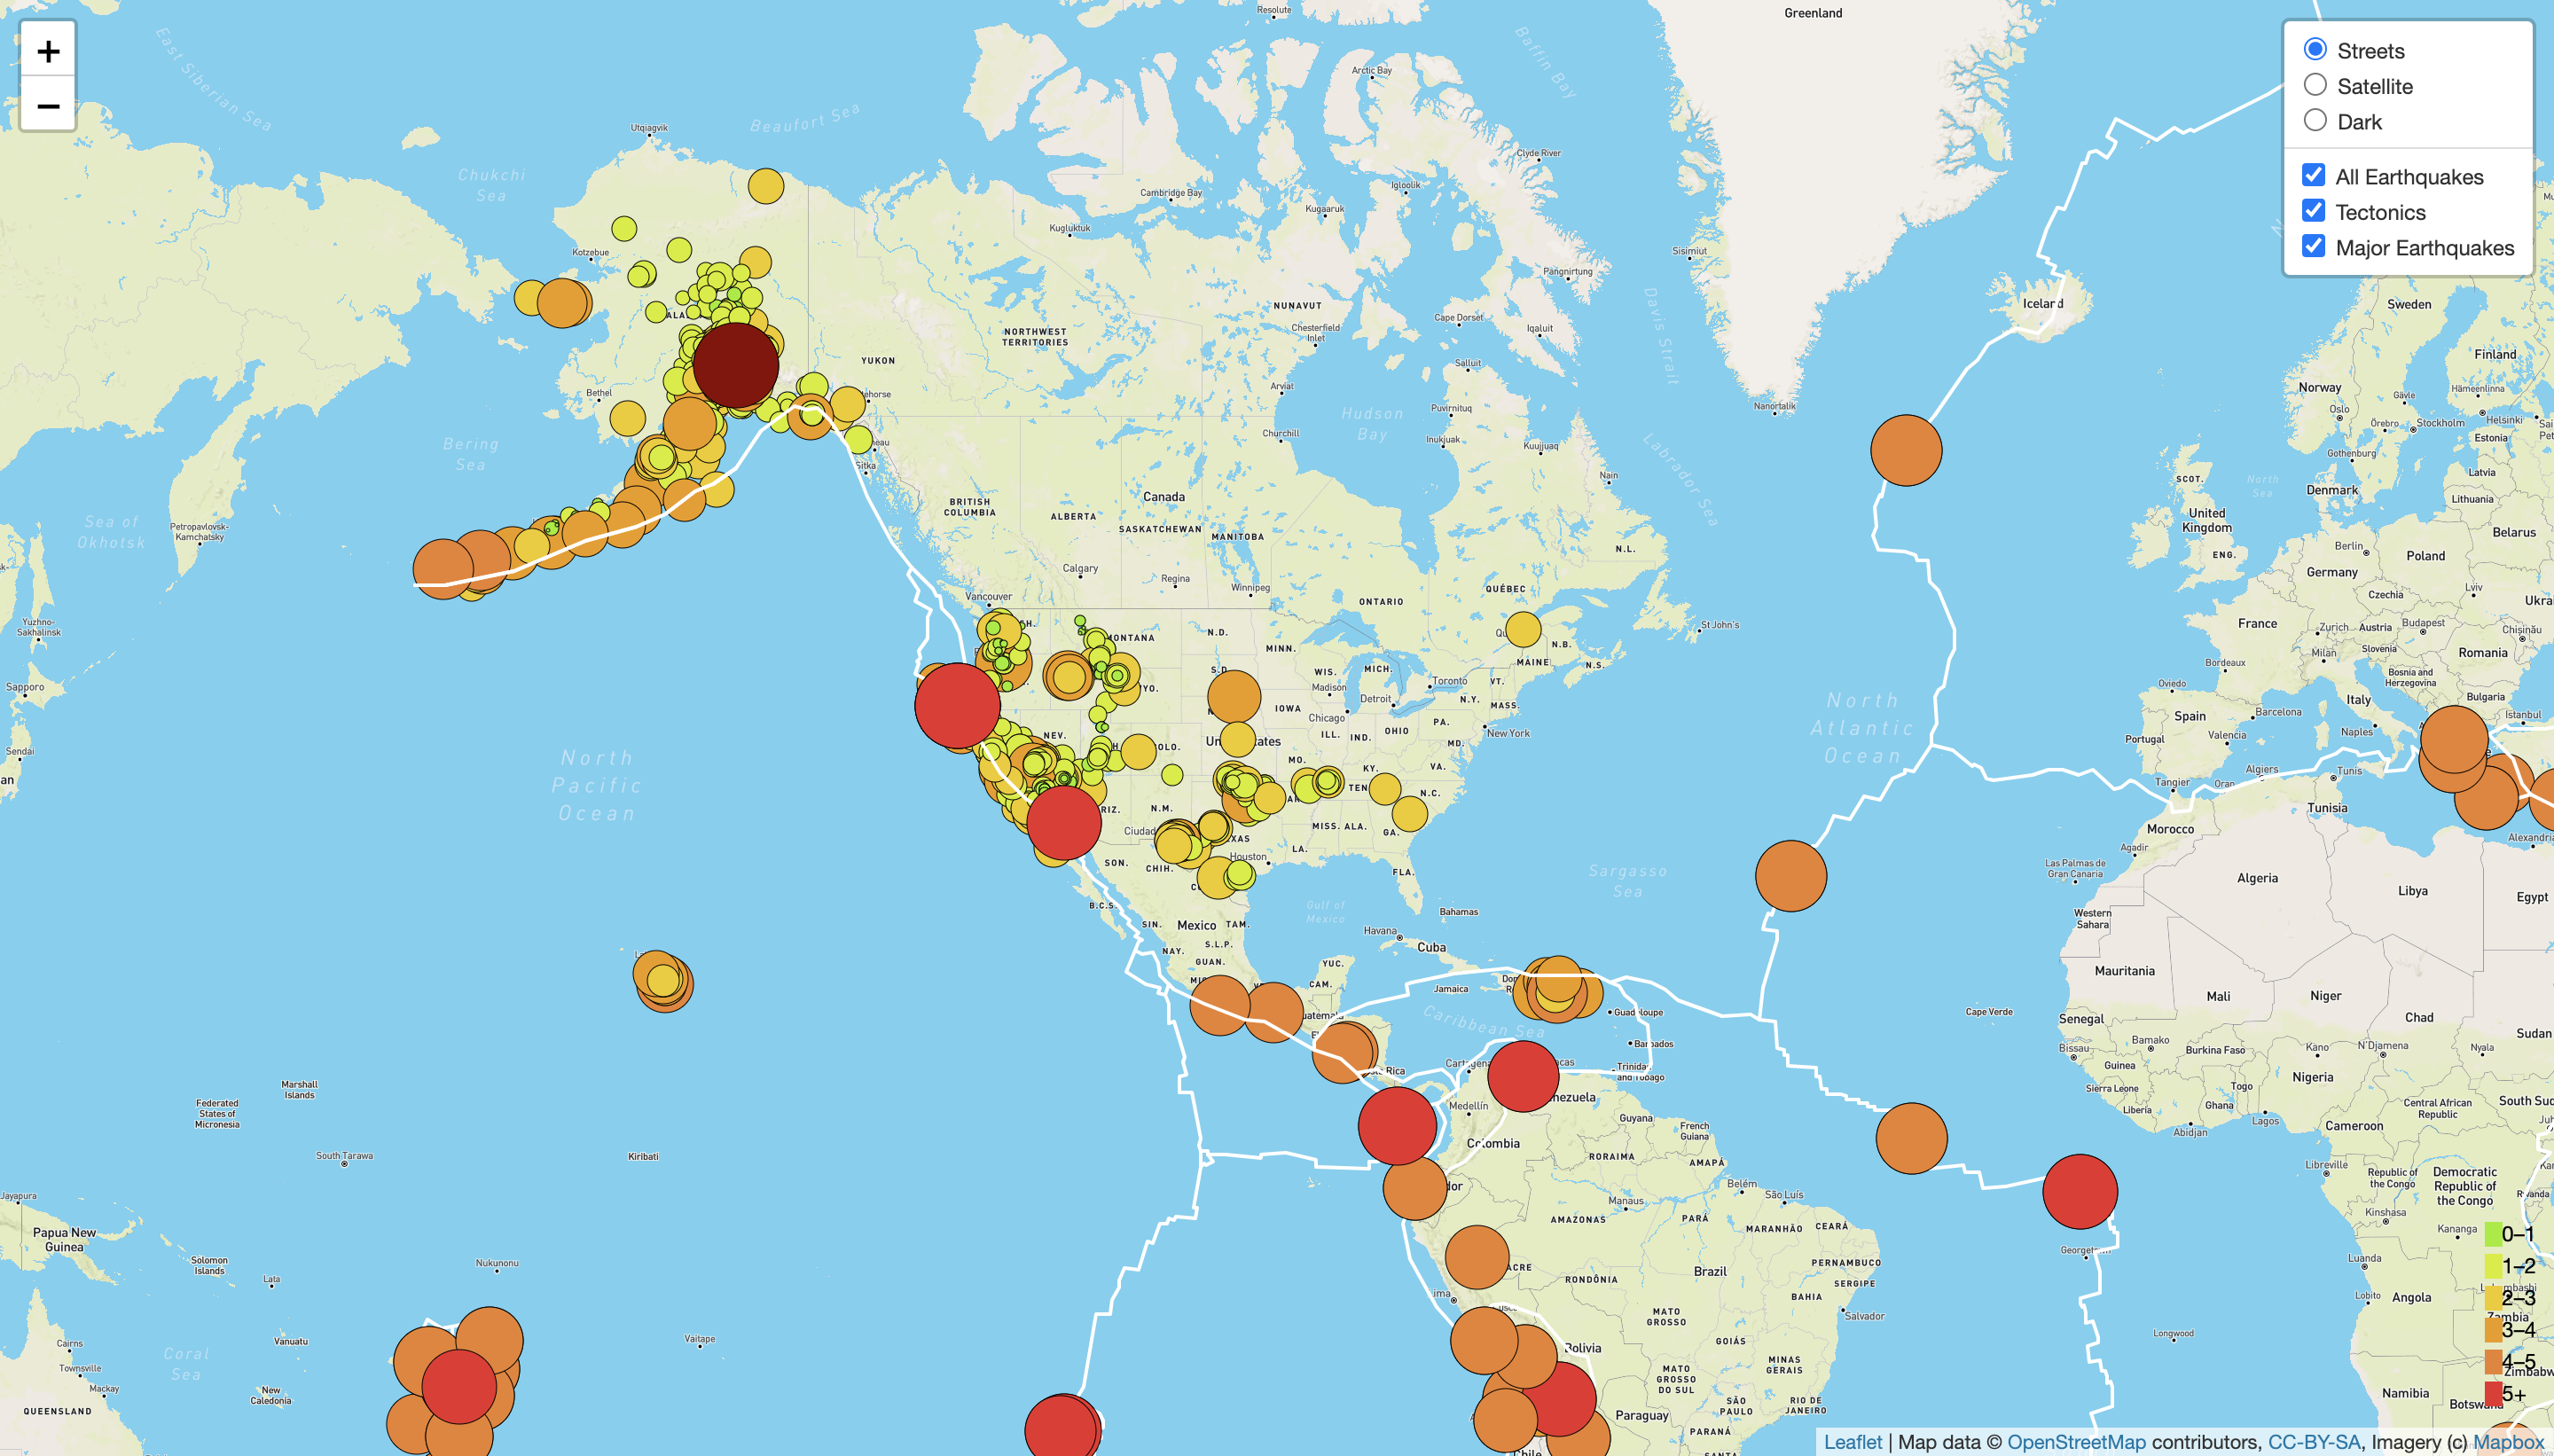 +
−
Streets
Satellite
Dark
All Earthquakes
Tectonics
Major Earthquakes
Resolute
Greenland
East Siberian Sea
Beaufort Sea
Baffin Bay
Arctic Bay
Utqiagvik
Clyde River
Chukchi
Sea
Cambridge Bay
Igloolik
Kugaaruk
Kugluktuk
Kotzebue
Sisimiut
Pangnirtung
NUNAVUT
Iceland
Sweden
Cape Dorset
Iqaluit
Davis Strait
NORTHWEST
TERRITORIES
Chesterfield
Inlet
YUKON
Salluit
Finland
Norway
Hämeenlinna
Bethel
Arviat
Gävle
Oslo
Nanortalik
Puvirnituq
Hudson
Bay
Helsinki
Örebro
Stockholm
Estonia
Churchill
Inukjuak
Kuujjuaq
Labrador Sea
Gothenburg
Bering
Sea
Sitka
Latvia
Nain
SCOT.
North
Sea
Denmark
Lithuania
Canada
BRITISH
COLUMBIA
ALBERTA
SASKATCHEWAN
MANITOBA
United
Kingdom
Sea of
Okhotsk
Petropavlovsk-
Kamchatsky
N.L.
ENG.
Berlin
Poland
Belarus
Germany
Calgary
Regina
Winnipeg
QUÉBEC
Lviv
Czechia
Vancouver
ONTARIO
France
Zurich
Austria
Budapest
Chișinău
Yuzhno-
Sakhalinsk
St John's
MONTANA
N.D.
MINN.
N.B.
MAINE
N.S.
Slovenia
Milan
Romania
Bordeaux
Bosnia and
Herzegovina
Sapporo
S.D.
WIS.
MICH.
Toronto
VT.
Madison
Detroit
N.Y.
MASS.
Oviedo
Italy
Bulgaria
IOWA
Chicago
PA.
New York
Spain
Barcelona
Istanbul
North
Atlantic
Ocean
NEV.
ILL.
IND.
OHIO
MD.
Portugal
Valencia
Naples
Sendai
North
Pacific
Ocean
MO.
KY.
VA.
Algiers
Tunis
Tangier
Oran
N.C.
Tunisia
N.M.
MISS.
ALA.
GA.
Morocco
Alexandria
Agadir
SON.
CHIH.
LA.
Houston
FLA.
Las Palmas de
Gran Canaria
Sargasso
Sea
Algeria
Libya
Egypt
B.C.S.
Gulf of
Mexico
Bahamas
Western
Sahara
SIN.
Mexico
TAM.
Havana
Cuba
NAY.
S.L.P.
GUAN.
YUC.
CAM.
Jamaica
Mauritania
Mali
Niger
Guadeloupe
Caribbean Sea
Cape Verde
Senegal
Chad
Sudan
Barbados
Bissau
Bamako
Burkina Faso
Kano
N'Djamena
Nyala
Trinidad
and Tobago
Guinea
Nigeria
Marshall
Islands
Sierra Leone
Togo
Medellín
Guyana
Liberia
Ghana
Lagos
Central African
Republic
Federated
States of
Micronesia
French
Guiana
Abidjan
Cameroon
Colombia
South Tarawa
Kiribati
RORAIMA
AMAPÁ
Libreville
Republic of
the Congo
Democratic
Republic of
the Congo
Jayapura
Belém
São Luís
Manaus
AMAZONAS
PARÁ
MARANHÃO
CEARÁ
Kinshasa
Kananga
Papua New
Guinea
Solomon
Islands
Nukunonu
Lata
ACRE
RONDÔNIA
Brazil
PERNAMBUCO
SERGIPE
Luanda
BAHIA
Lobito
Angola
Salvador
MATO
GROSSO
GOIÁS
Cairns
Vanuatu
Vaitape
Longwood
Coral
Sea
Bolivia
Townsville
Mackay
MATO
GROSSO
DO SUL
MINAS
GERAIS
New
Caledonia
Namibia
QUEENSLAND
Paraguay
SÃO
PAULO
RIO DE
JANEIRO
PARANÁ
0–1
1–2
2–3
3–4
4–5
5+
Leaflet | Map data © OpenStreetMap contributors, CC-BY-SA, Imagery (c) Mapbox